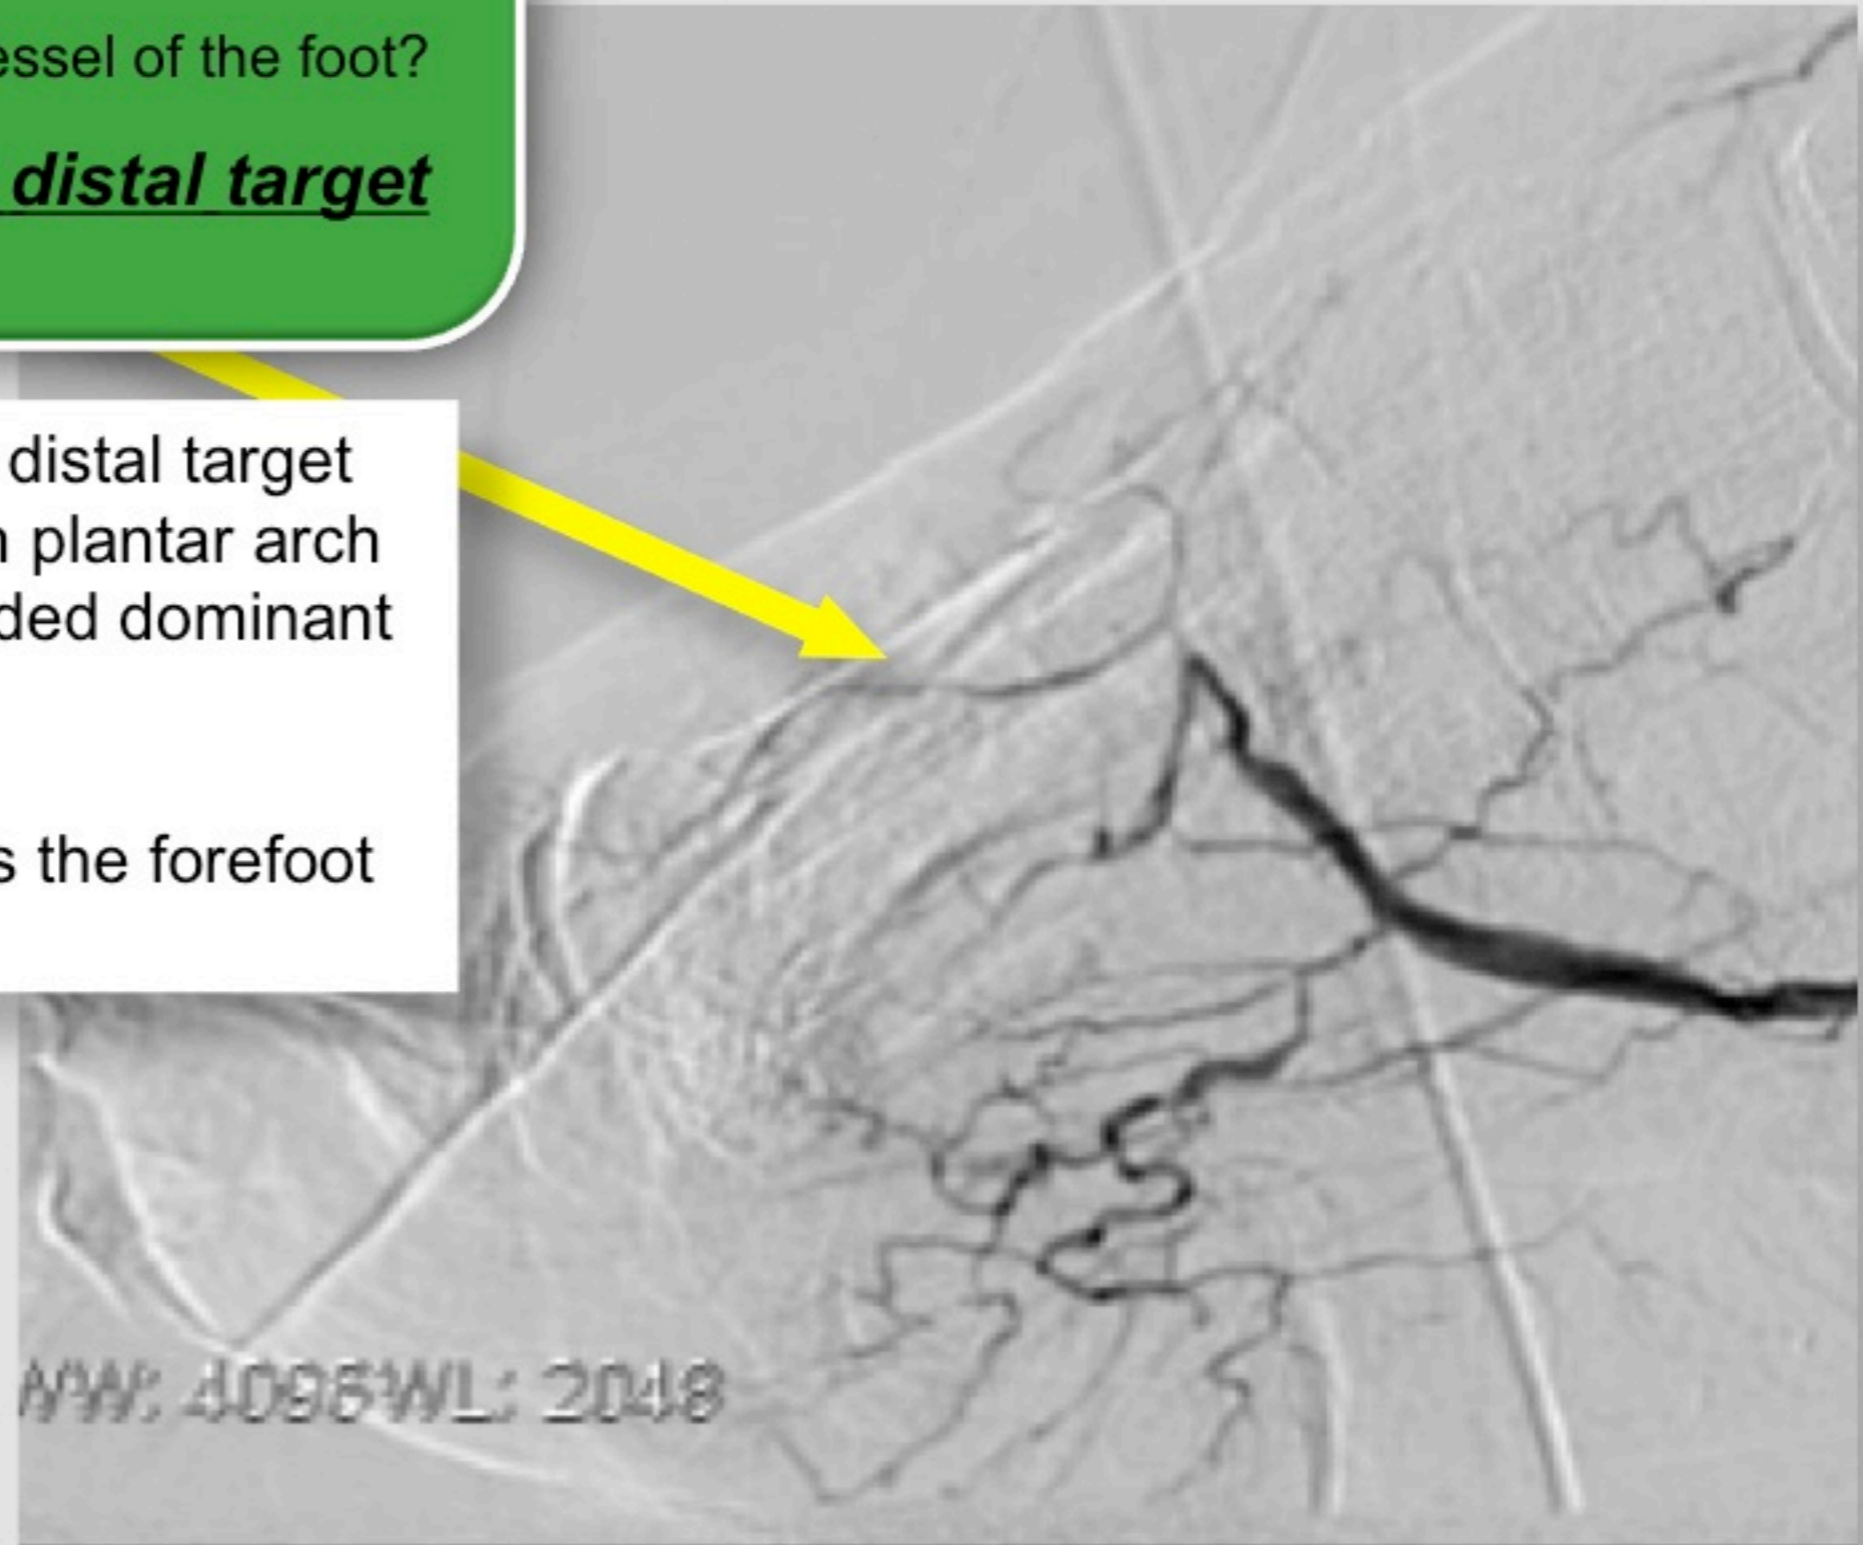 essel of the foot?
distal target
distal target
n plantar arch
ded dominant
s the forefoot
WW: 4096WL: 2048